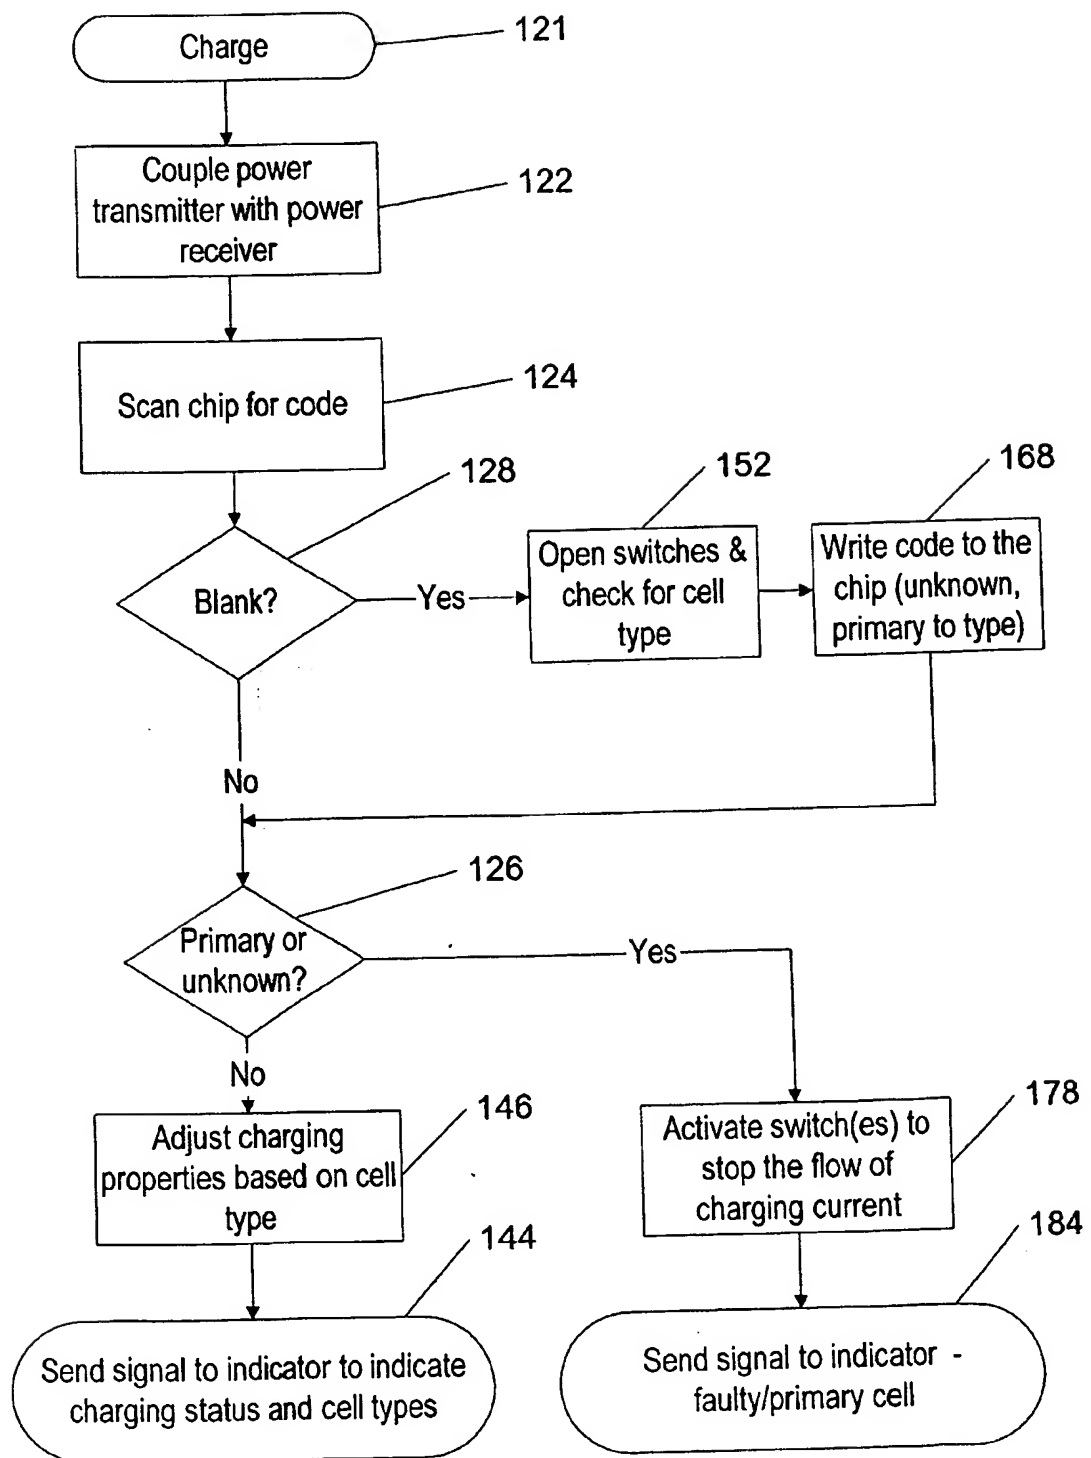 Charge
121
Couple power
transmitter with power
receiver
122
Scan chip for code
124
128
Blank?
Yes
152
Open switches &
check for cell
type
168
Write code to the
chip (unknown,
primary to type)
No
126
Primary or
unknown?
Yes
No
146
Adjust charging
properties based on cell
type
178
Activate switch(es) to
stop the flow of
charging current
144
Send signal to indicator to indicate
charging status and cell types
184
Send signal to indicator -
faulty/primary cell